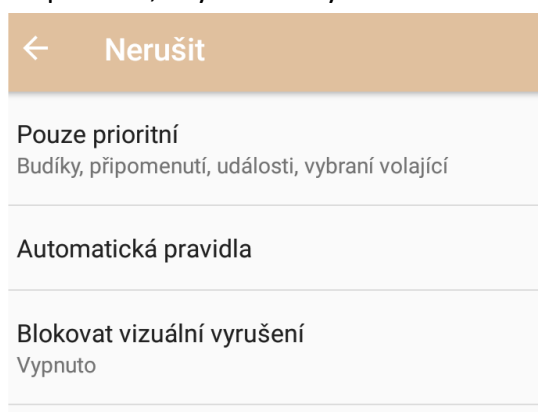 Nerušit
Pouze prioritní
Budíky, připomenutí, události, vybraní volající
Automatická pravidla
Blokovat vizuální vyrušení
Vypnuto